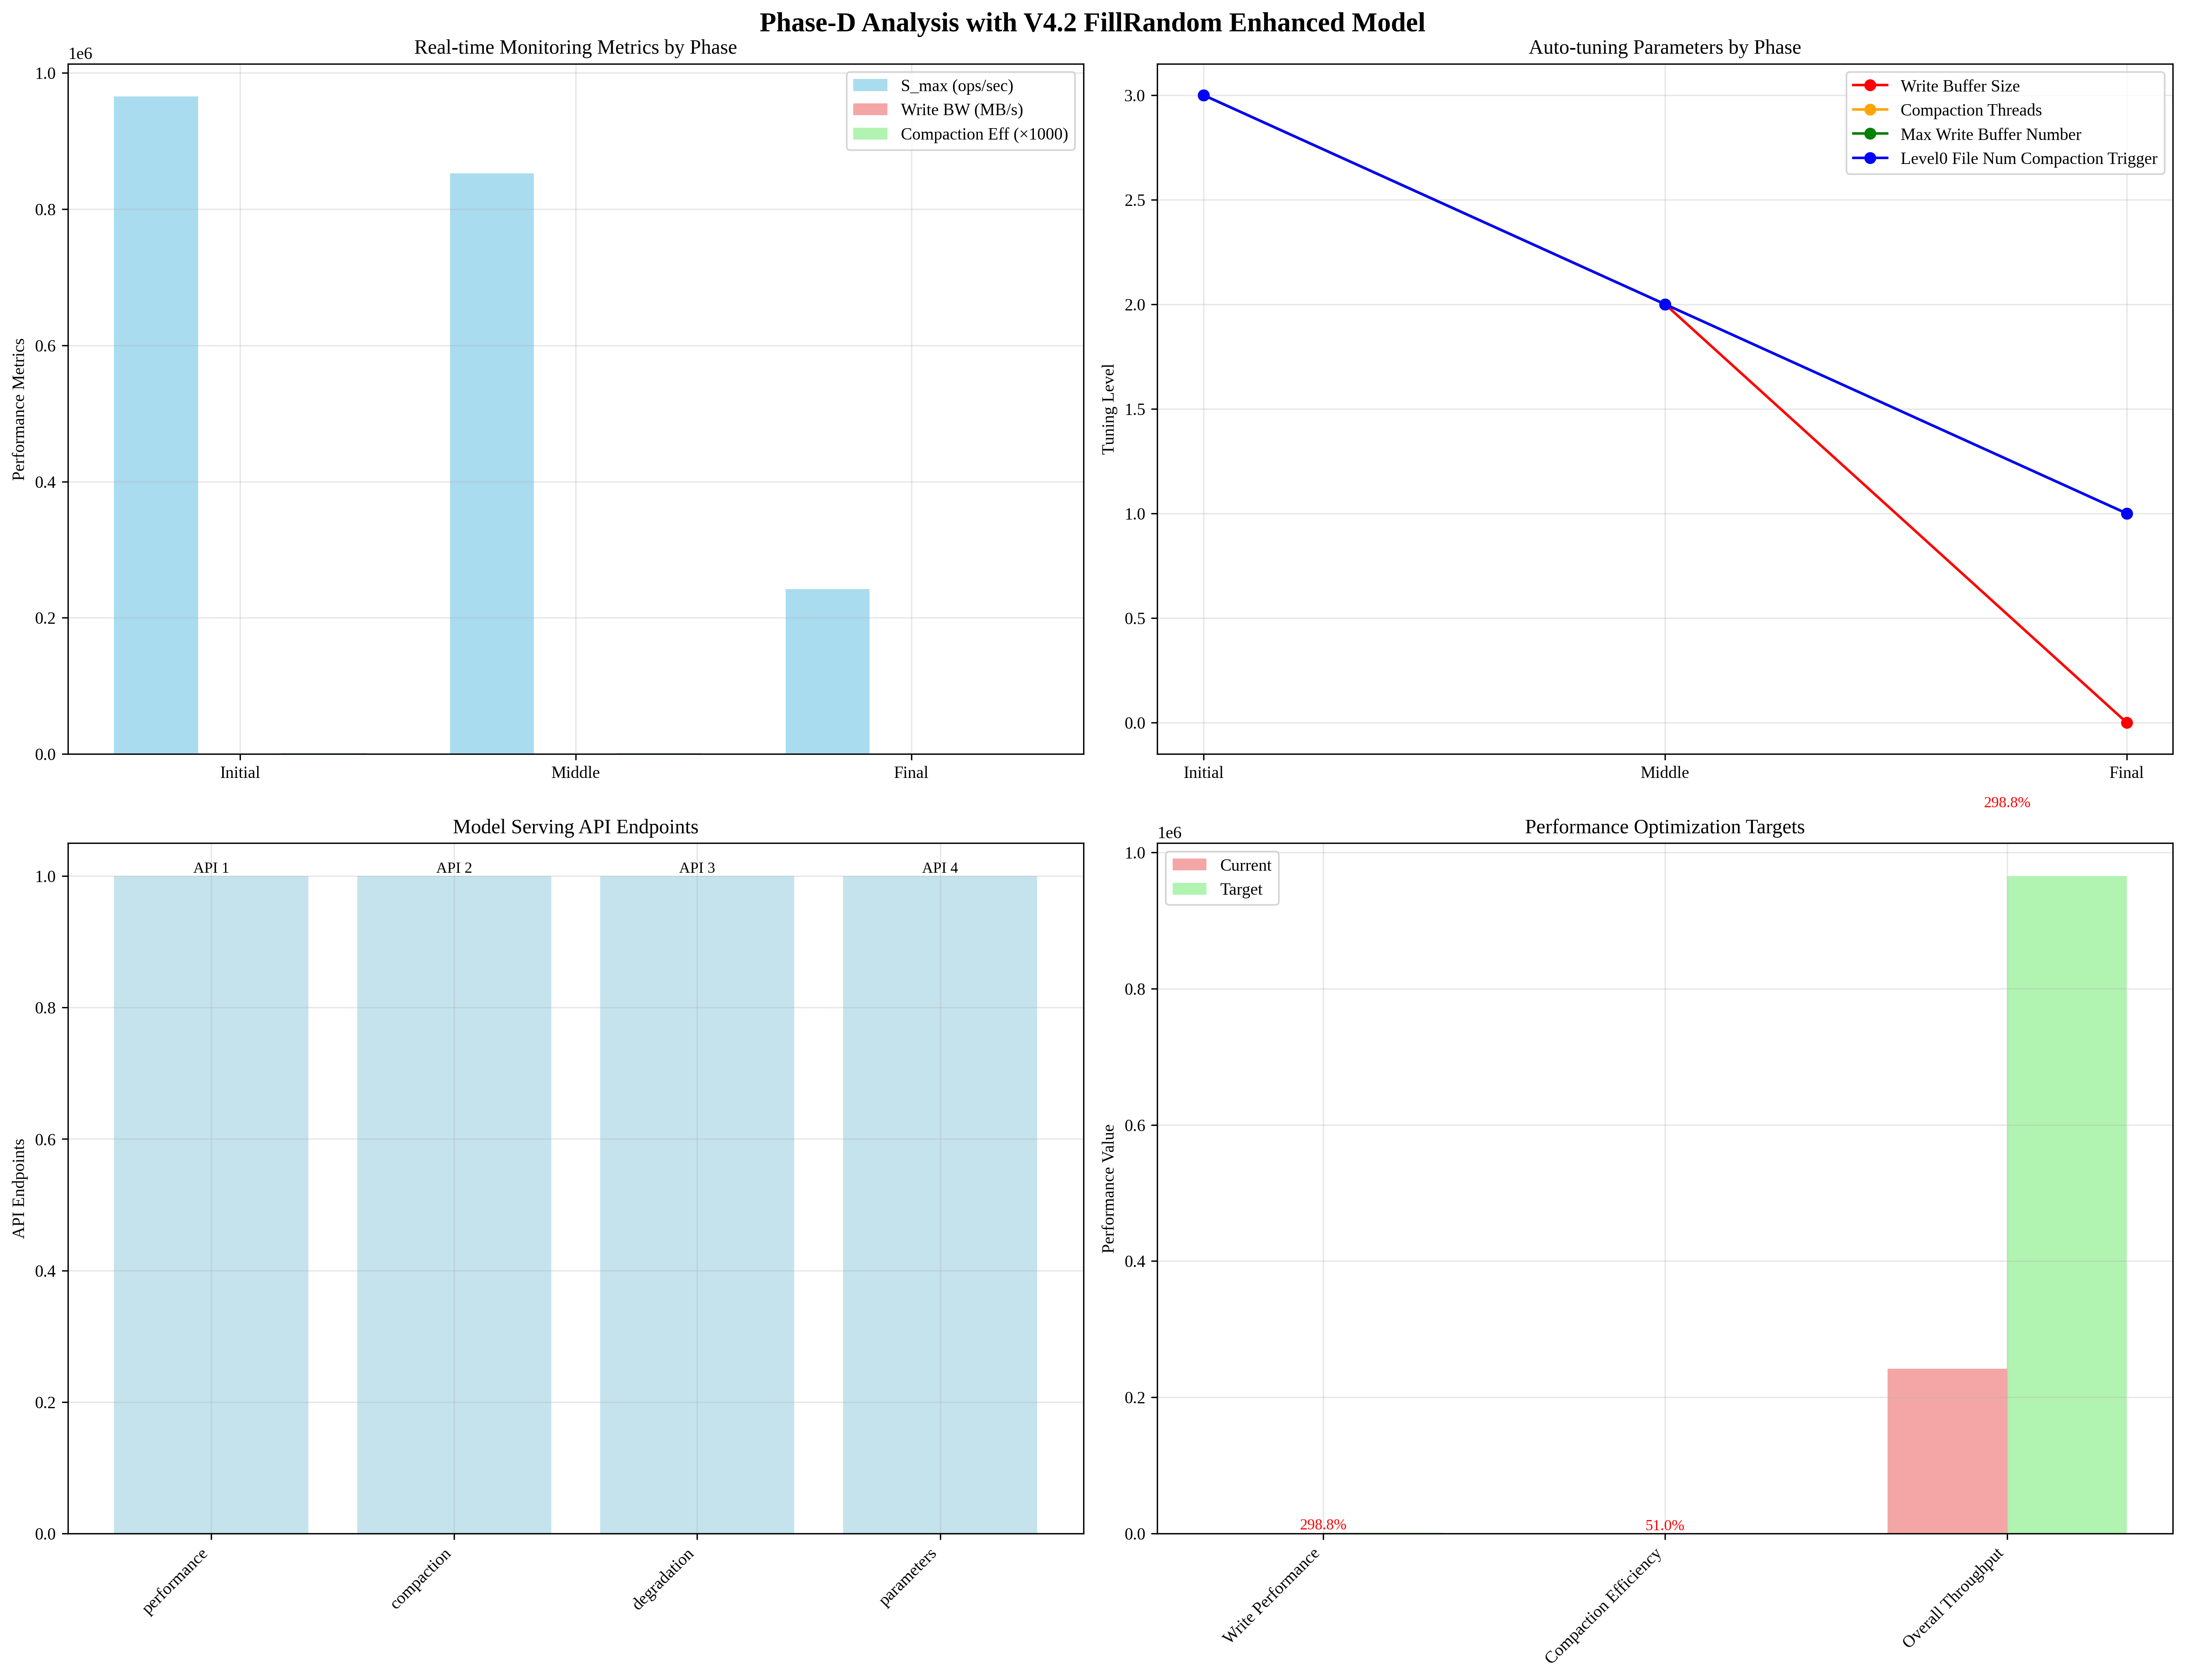 Phase-D Analysis with V4.2 FillRandom Enhanced Model
Real-time Monitoring Metrics by Phase
1e6
1.0
0.8
0.6
0.4
0.2
0.0
Performance Metrics
S_max (ops/sec)
Write BW (MB/s)
Compaction Eff (×1000)
Initial
Middle
Final
Auto-tuning Parameters by Phase
3.0
2.5
2.0
1.5
1.0
0.5
0.0
Tuning Level
Write Buffer Size
Compaction Threads
Max Write Buffer Number
Level0 File Num Compaction Trigger
Initial
Middle
Final
Model Serving API Endpoints
1.0
0.8
0.6
0.4
0.2
0.0
API Endpoints
API 1
API 2
API 3
API 4
performance
compaction
degradation
parameters
298.8%
Performance Optimization Targets
1e6
1.0
0.8
0.6
0.4
0.2
0.0
Performance Value
Current
Target
298.8%
51.0%
Write Performance
Compaction Efficiency
Overall Throughput